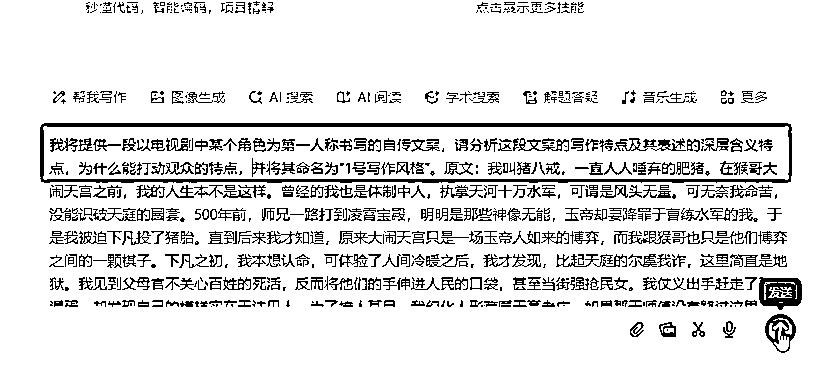 秒懂代码，智能编码，项目精解
点击展示更多技能
帮我写作 图像生成 AI 搜索 AI 阅读 学术搜索 解题答疑 音乐生成 更多
我将提供一段以电视剧中某个角色为第一人称书写的自传文案，请分析这段文案的写作特点及其表述的深层含义特
点，为什么能打动观众的特点，并将其命名为"1号写作风格"。原文：我叫猪八戒，一直人人唾弃的肥猪。在猴哥大
闹天宫之前，我的人生本不是这样。曾经的我也是体制中人，执掌天河十万水军，可谓是风头无量。可无奈我命苦，
没能识破天庭的圈套。500年前，师兄一路打到凌霄宝殿，明明是那些神像无能，玉帝却要降罪于盲练水军的我。于
是我被迫下凡投了猪胎。直到后来我才知道，原来大闹天宫只是一场玉帝人如来的博弈，而我跟猴哥也只是他们博弈
之间的一颗棋子。下凡之初，我本想认命，可体验了人间冷暖之后，我才发现，比起天庭的尔虞我诈，这里简直是地
狱。我见到父母官不关心百姓的死活，反而将他们的手伸进人民的口袋，甚至当街强抢民女。我仗义出手赶走了
发送